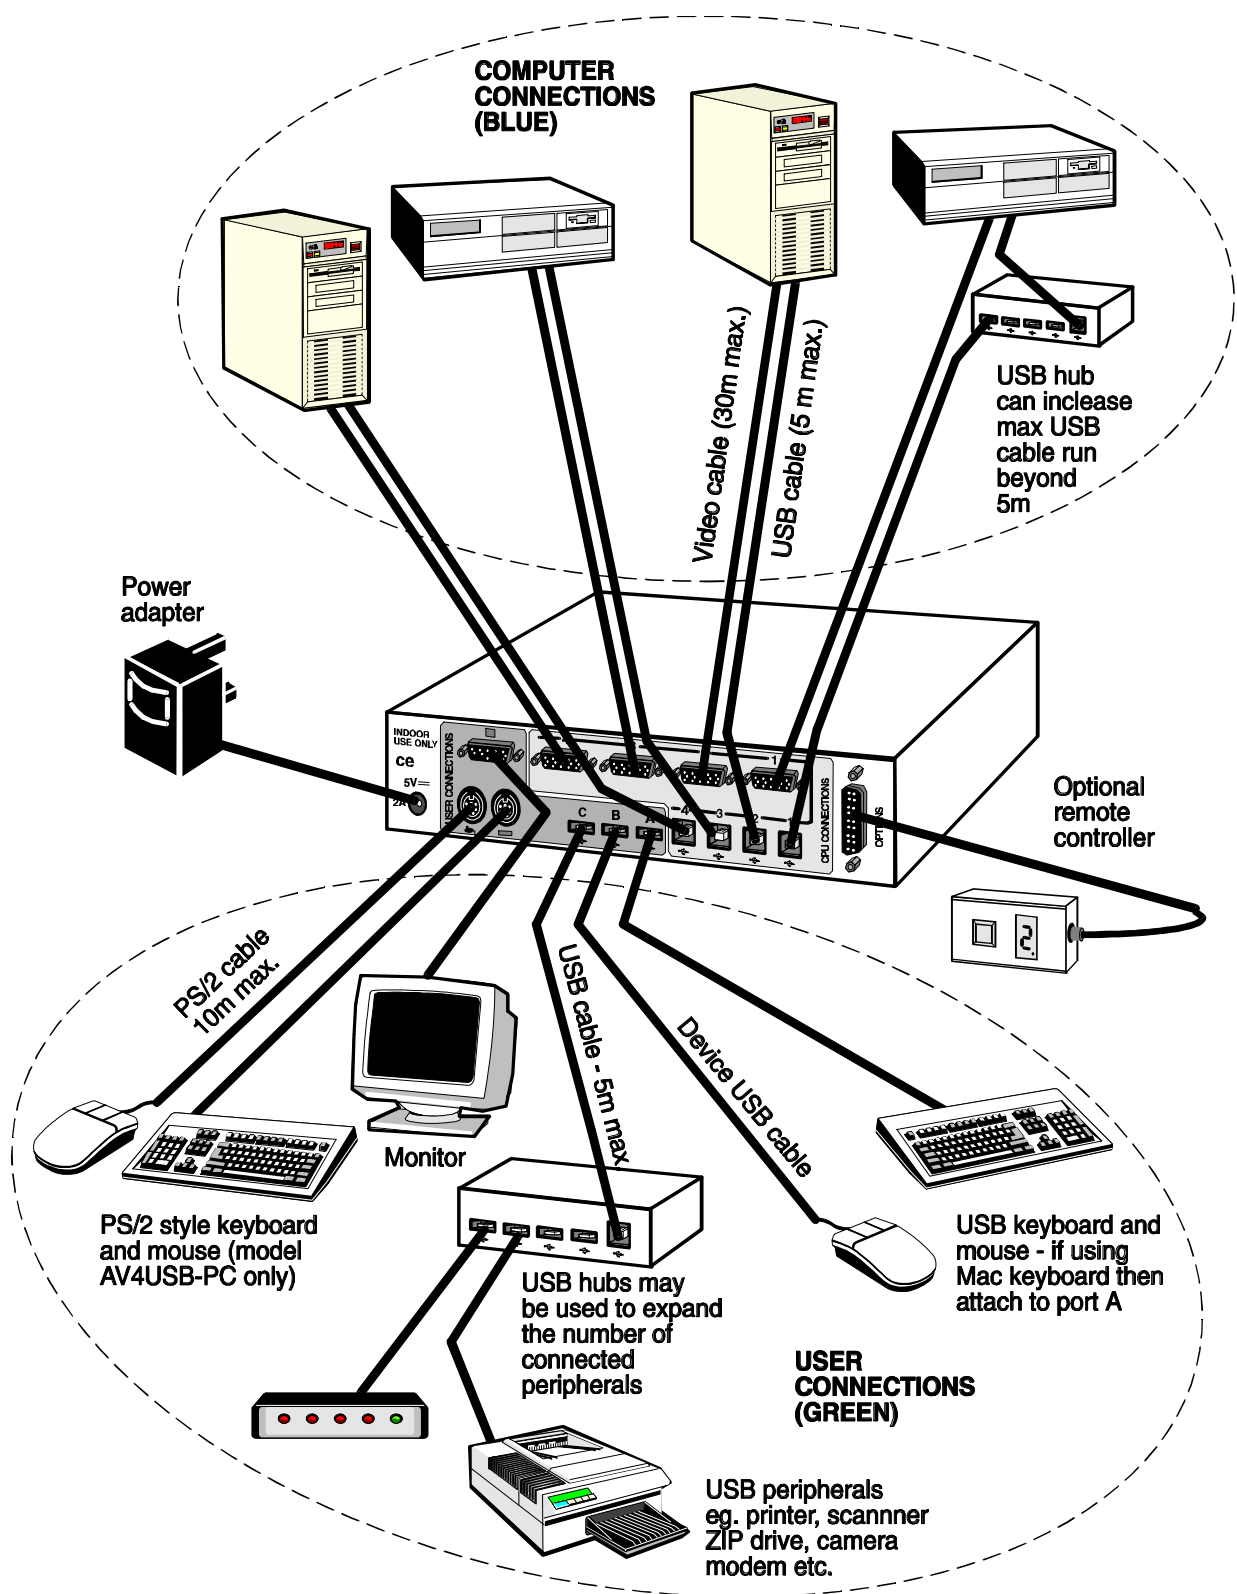 COMPUTER
CONNECTIONS
(BLUE)
Video cable (30m max.)
USB cable (5 m max.)
USB hub
can inclease
max USB
cable run
beyond
5m
Power
adapter
INDOOR
USE ONLY
CE
5V
2A
USER CONNECTIONS
1
C
B
A
4
3
2
1
CPU CONNECTIONS
OPTIONS
Optional
remote
controller
2.
PS/2 cable
10m max.
USB cable - 5m max
Device USB cable
Monitor
PS/2 style keyboard
and mouse (model
AV4USB-PC only)
USB hubs may
be used to expand
the number of
connected
peripherals
USB keyboard and
mouse - if using
Mac keyboard then
attach to port A
USER
CONNECTIONS
(GREEN)
USB peripherals
eg. printer, scannner
ZIP drive, camera
modem etc.